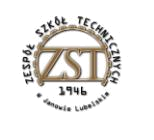 ZESPÓŁ SZKÓŁ TECHNICZNYCH
ZST
1946
w Janowie Lubelskim